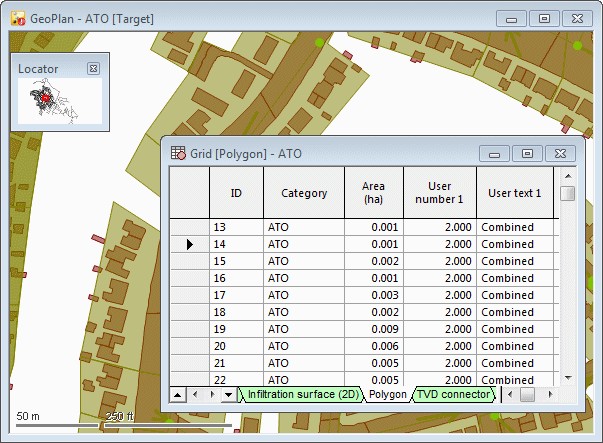 GeoPlan - ATO [Target]
Locator
Grid [Polygon] - ATO
ID Category Area (ha) User number 1 User text 1
13 ATO 0.001 2.000 Combined
14 ATO 0.001 2.000 Combined
15 ATO 0.002 2.000 Combined
16 ATO 0.001 2.000 Combined
17 ATO 0.003 2.000 Combined
18 ATO 0.002 2.000 Combined
19 ATO 0.009 2.000 Combined
20 ATO 0.006 2.000 Combined
21 ATO 0.005 2.000 Combined
22 ATO 0.005 2.000 Combined
Infiltration surface (2D) Polygon TVD connector
50 m 250 ft